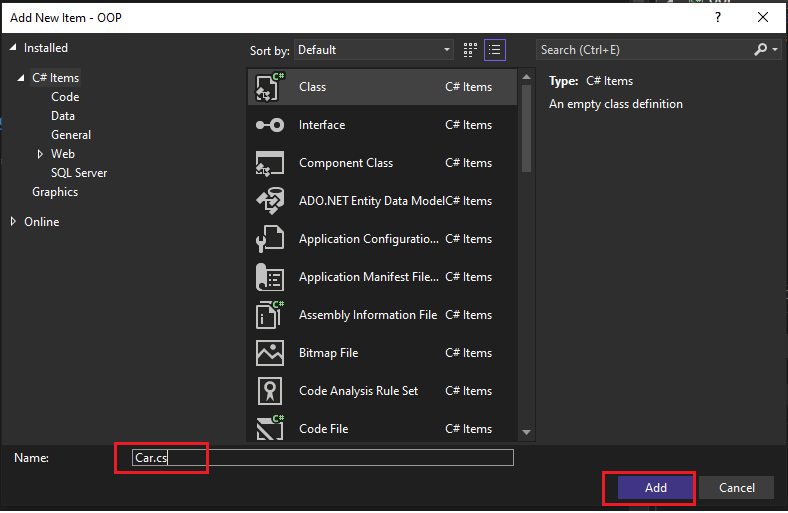 Add New Item - OOP
? ×
Installed
Sort by: Default
Search (Ctrl+E)
C# Items
Code
Data
General
Web
SQL Server
Graphics
Online
C# Class C# Items
Interface C# Items
Component Class C# Items
ADO.NET Entity Data Model C# Items
Application Configuratio... C# Items
Application Manifest File... C# Items
C# Assembly Information File C# Items
Bitmap File C# Items
Code Analysis Rule Set C# Items
C# Code File C# Items
Type: C# Items
An empty class definition
Name: Car.cs
Add Cancel